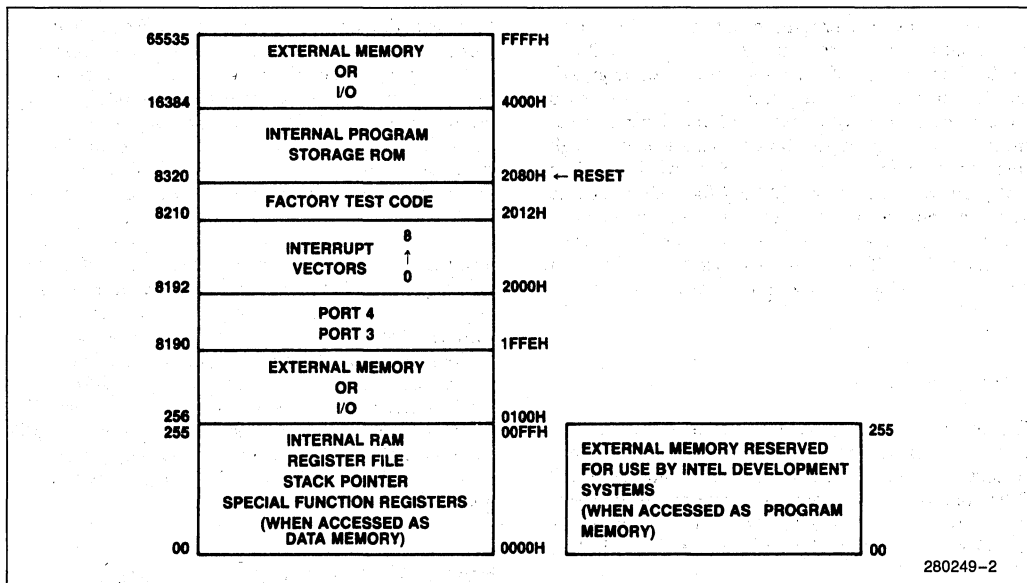 65535
EXTERNAL MEMORY
OR
I/O
FFFFH
16384
4000H
INTERNAL PROGRAM
STORAGE ROM
8320
2080H ← RESET
FACTORY TEST CODE
8210
2012H
INTERRUPT
VECTORS
8
↑
0
8192
2000H
PORT 4
PORT 3
8190
1FFEH
EXTERNAL MEMORY
OR
I/O
256
0100H
255
00FFH
INTERNAL RAM
REGISTER FILE
STACK POINTER
SPECIAL FUNCTION REGISTERS
(WHEN ACCESSED AS
DATA MEMORY)
00
0000H
EXTERNAL MEMORY RESERVED
FOR USE BY INTEL DEVELOPMENT
SYSTEMS
(WHEN ACCESSED AS PROGRAM
MEMORY)
255
00
280249-2